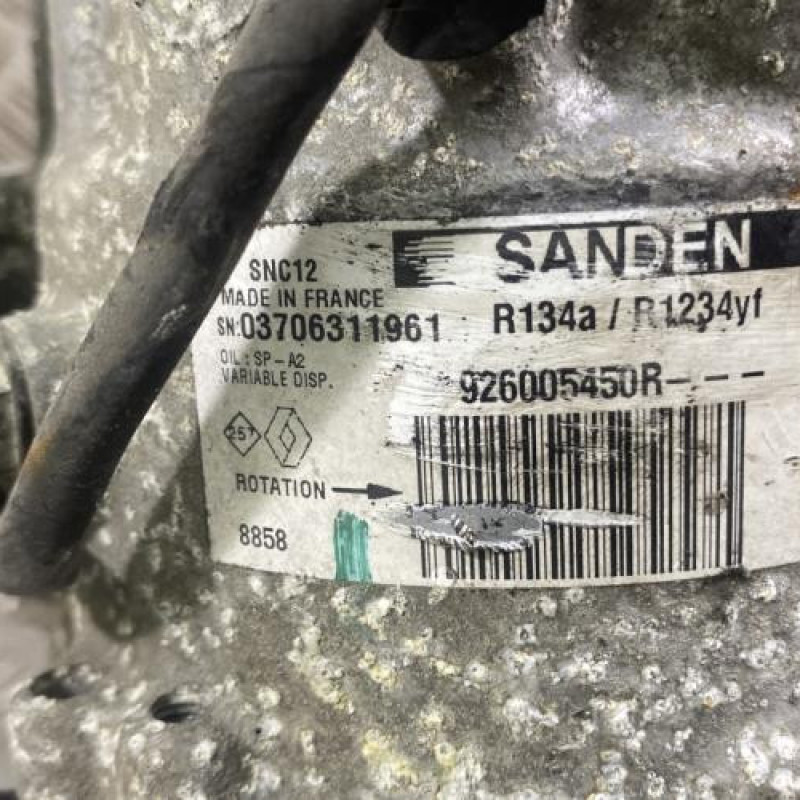 SANDEN
SNC12
MADE IN FRANCE
R134a / R1234yf
SN:03706311961
OIL : SP-A2
VARIABLE DISP.
926005450R----
257
ROTATION
8858